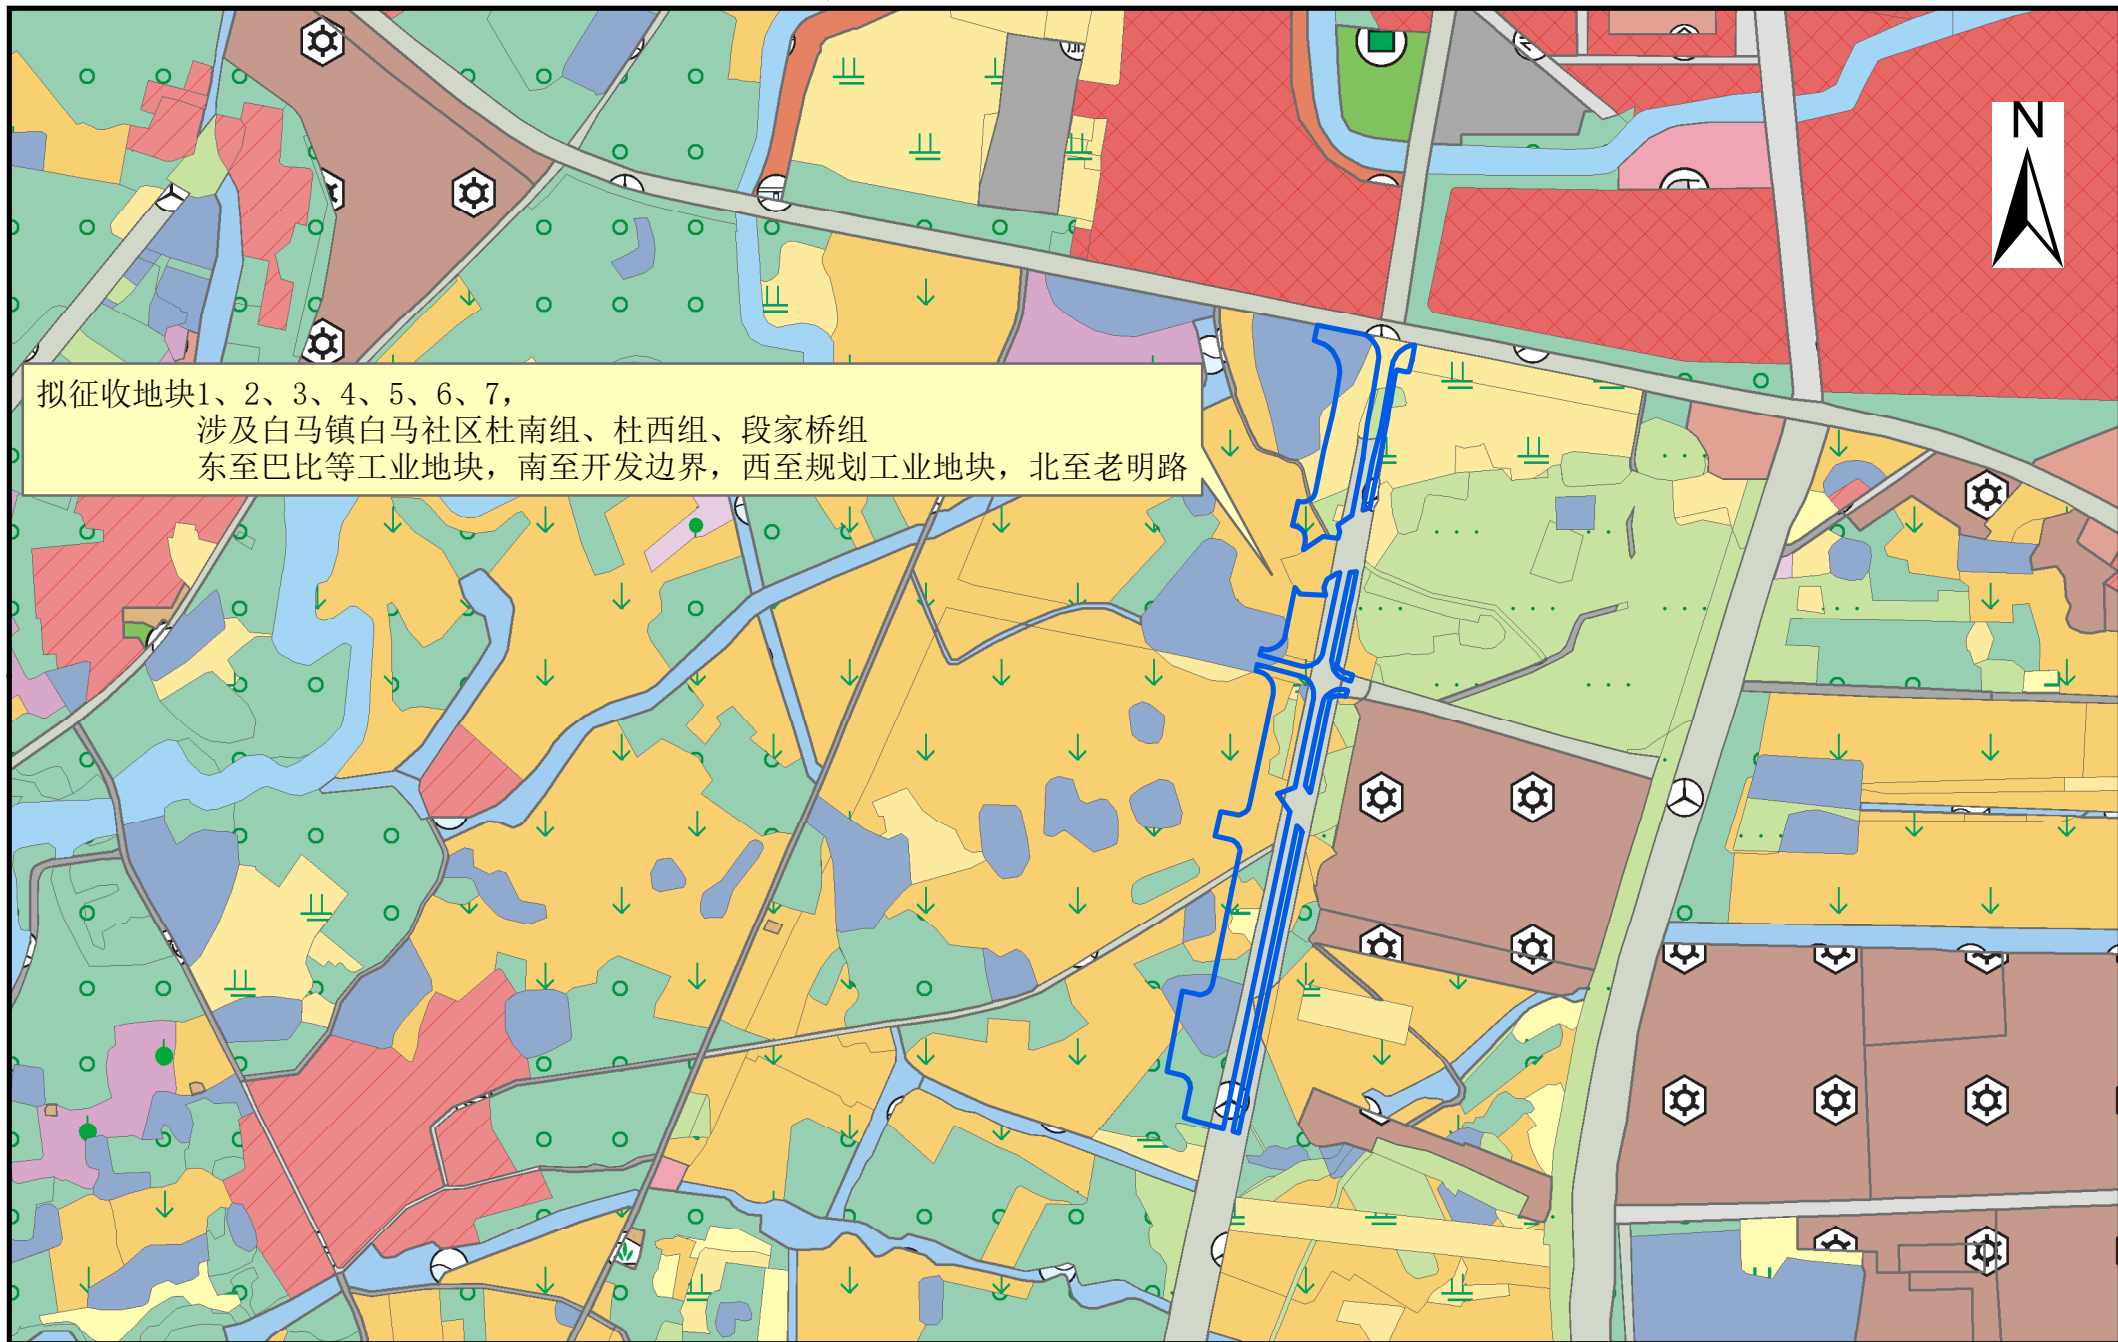 N
拟征收地块1、2、3、4、5、6、7,
涉及白马镇白马社区杜南组、杜西组、段家桥组
东至巴比等工业地块，南至开发边界，西至规划工业地块，北至老明路